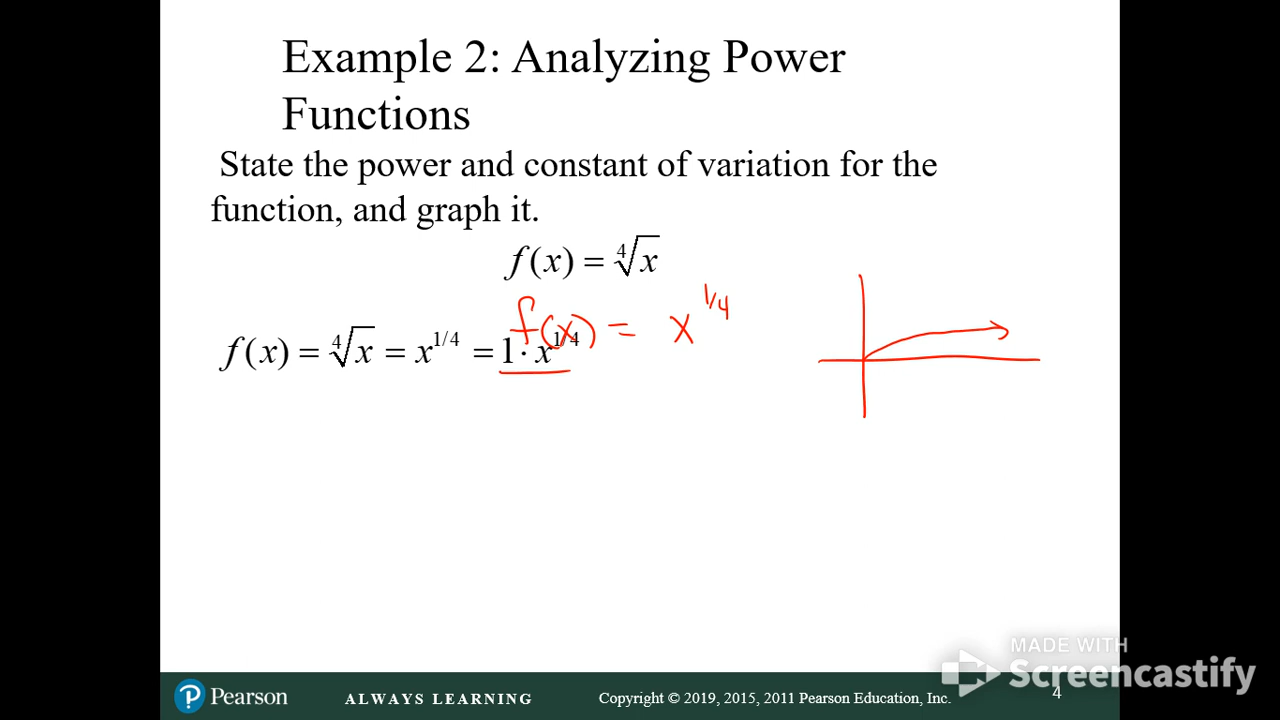 Example 2: Analyzing Power
Functions
State the power and constant of variation for the
function, and graph it.
f(x) = ∜x
f(x) = x^1/4
f(x) = ∜x = x^1/4 = 1 · x^1/4
MADE WITH
Screencastify
Pearson ALWAYS LEARNING Copyright © 2019, 2015, 2011 Pearson Education, Inc. 4